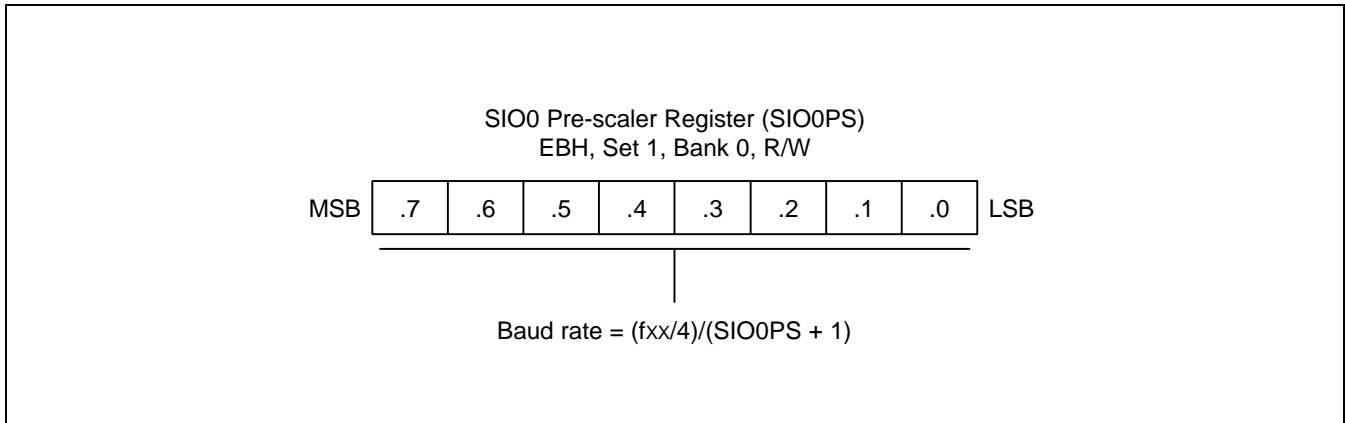 SIO0 Pre-scaler Register (SIO0PS)
EBH, Set 1, Bank 0, R/W
MSB .7 .6 .5 .4 .3 .2 .1 .0 LSB
Baud rate = (fxx/4)/(SIO0PS + 1)